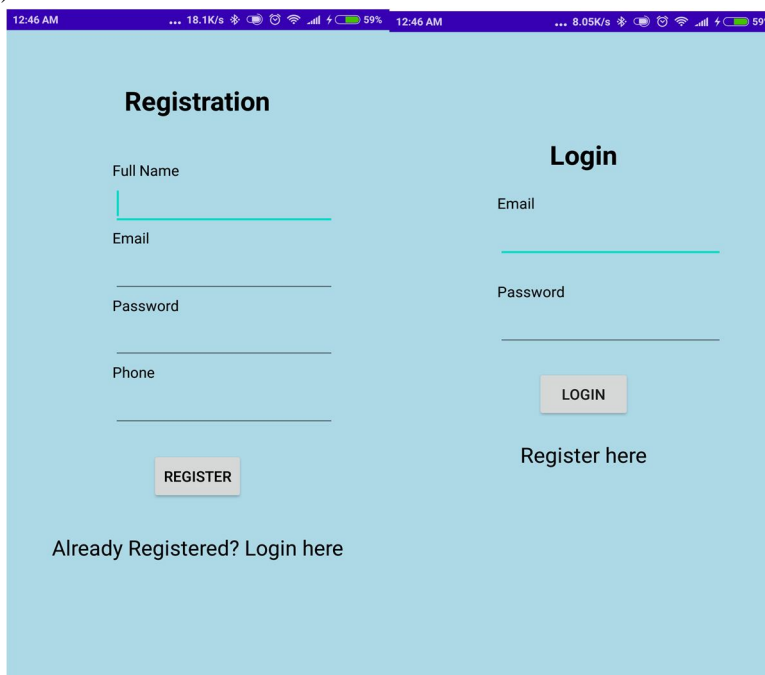 12:46 AM
... 18.1K/s
59%
Registration
Full Name
Email
Password
Phone
REGISTER
Already Registered? Login here
12:46 AM
... 8.05K/s
59
Login
Email
Password
LOGIN
Register here